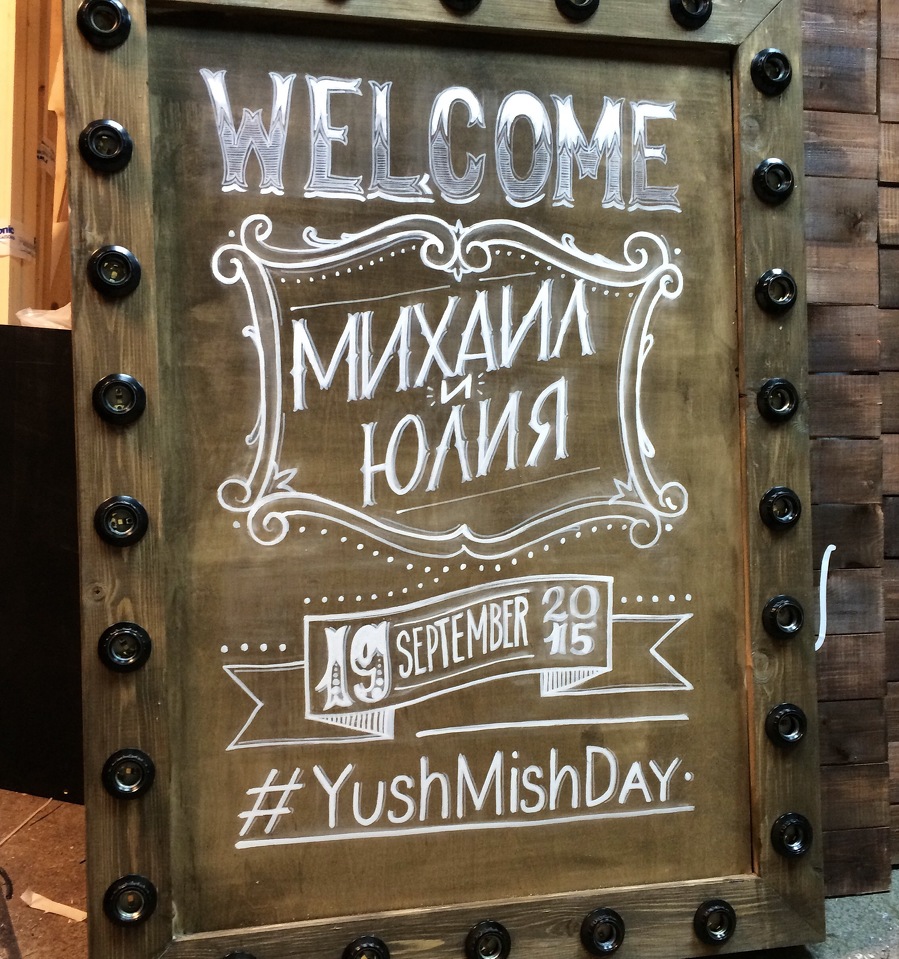 WELCOME
МИХАИЛ
И
ЮЛИЯ
19 SEPTEMBER 2015
#YushMishDay.